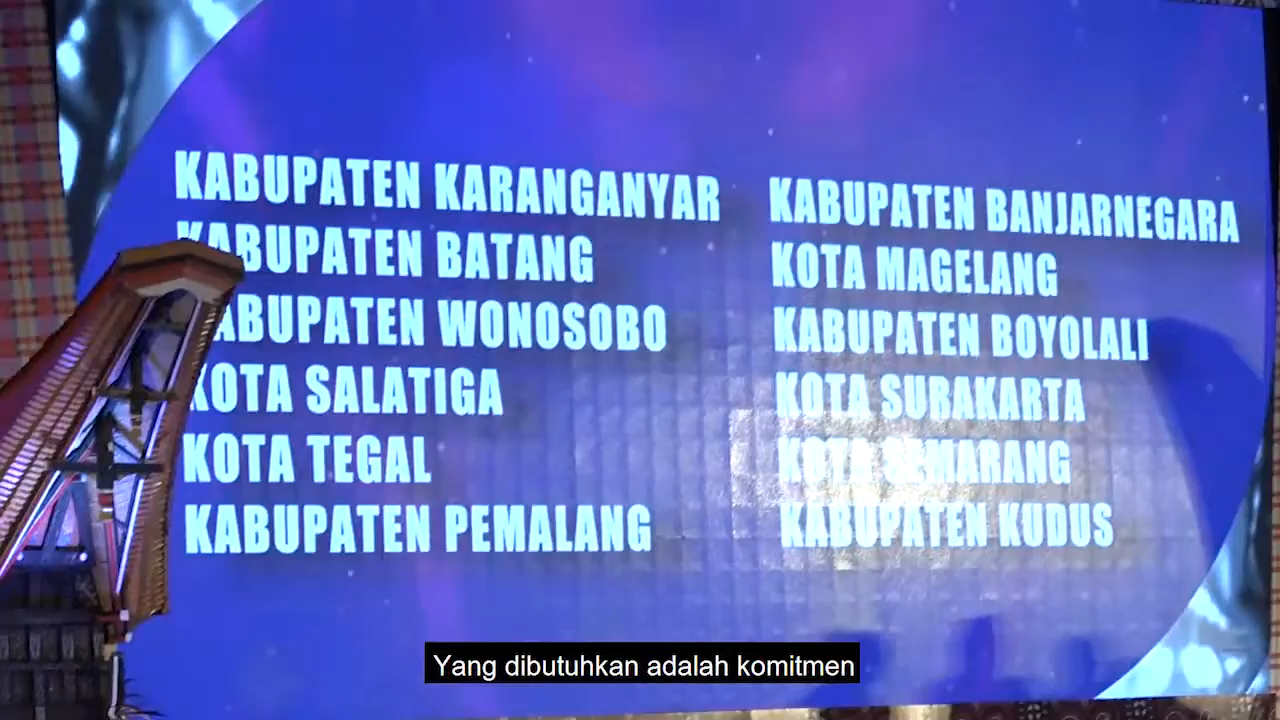 KABUPATEN KARANGANYAR
KABUPATEN BATANG
KABUPATEN WONOSOBO
KOTA SALATIGA
KOTA TEGAL
KABUPATEN PEMALANG
KABUPATEN BANJARNEGARA
KOTA MAGELANG
KABUPATEN BOYOLALI
KOTA SURAKARTA
KOTA SEMARANG
KABUPATEN KUDUS
Yang dibutuhkan adalah komitmen